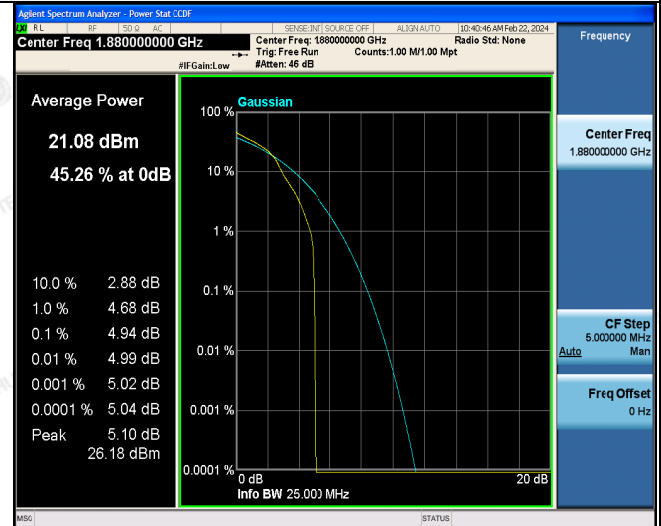 Agilent Spectrum Analyzer - Power Stat CCDF
LXI RL RF 50 Ω AC SENSE:INT SOURCE OFF ALIGN AUTO 10:40:46 AM Feb 22, 2024
Center Freq 1.880000000 GHz
Center Freq: 1.880000000 GHz Radio Std: None
Trig: Free Run Counts:1.00 M/1.00 Mpt
#IFGain:Low #Atten: 46 dB
Frequency
Average Power
21.08 dBm
45.26 % at 0dB
10.0 % 2.88 dB
1.0 % 4.68 dB
0.1 % 4.94 dB
0.01 % 4.99 dB
0.001 % 5.02 dB
0.0001 % 5.04 dB
Peak 5.10 dB
26.18 dBm
Gaussian
100 %
10 %
1 %
0.1 %
0.01 %
0.001 %
0.0001 %
0 dB 20 dB
Info BW 25.000 MHz
Center Freq
1.880000000 GHz
CF Step
5.000000 MHz
Auto Man
Freq Offset
0 Hz
MSG STATUS